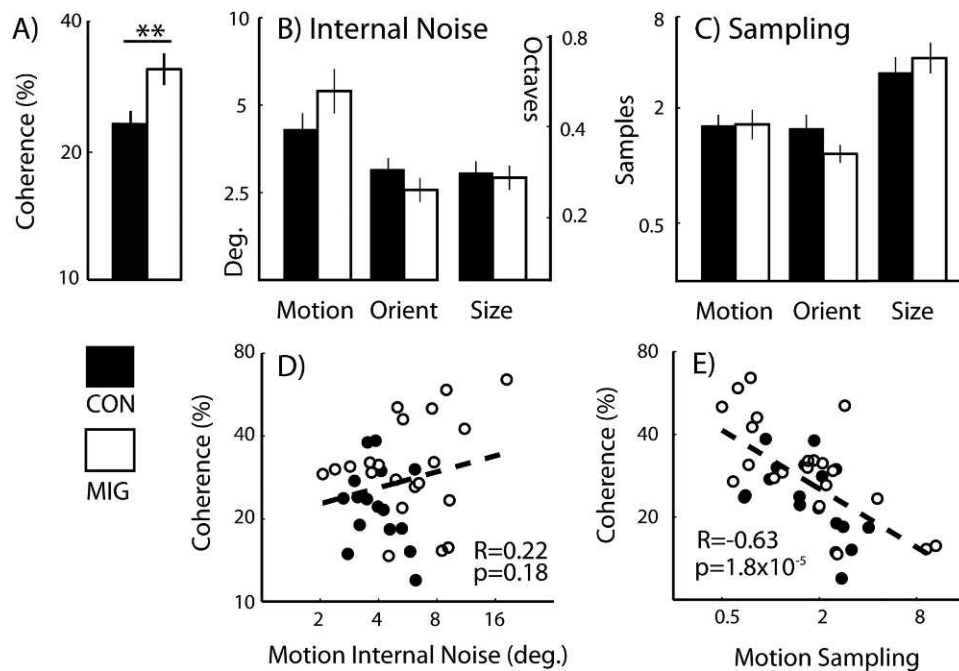 A)
**
Coherence (%)
40
20
10
B) Internal Noise
10
5
2.5
Deg.
Octaves
0.8
0.4
0.2
Motion
Orient
Size
C) Sampling
Samples
8
2
0.5
Motion
Orient
Size
CON
MIG
D)
Coherence (%)
80
40
20
10
R=0.22
p=0.18
2
4
8
16
Motion Internal Noise (deg.)
E)
Coherence (%)
80
40
20
R=-0.63
p=1.8x10-5
0.5
2
8
Motion Sampling